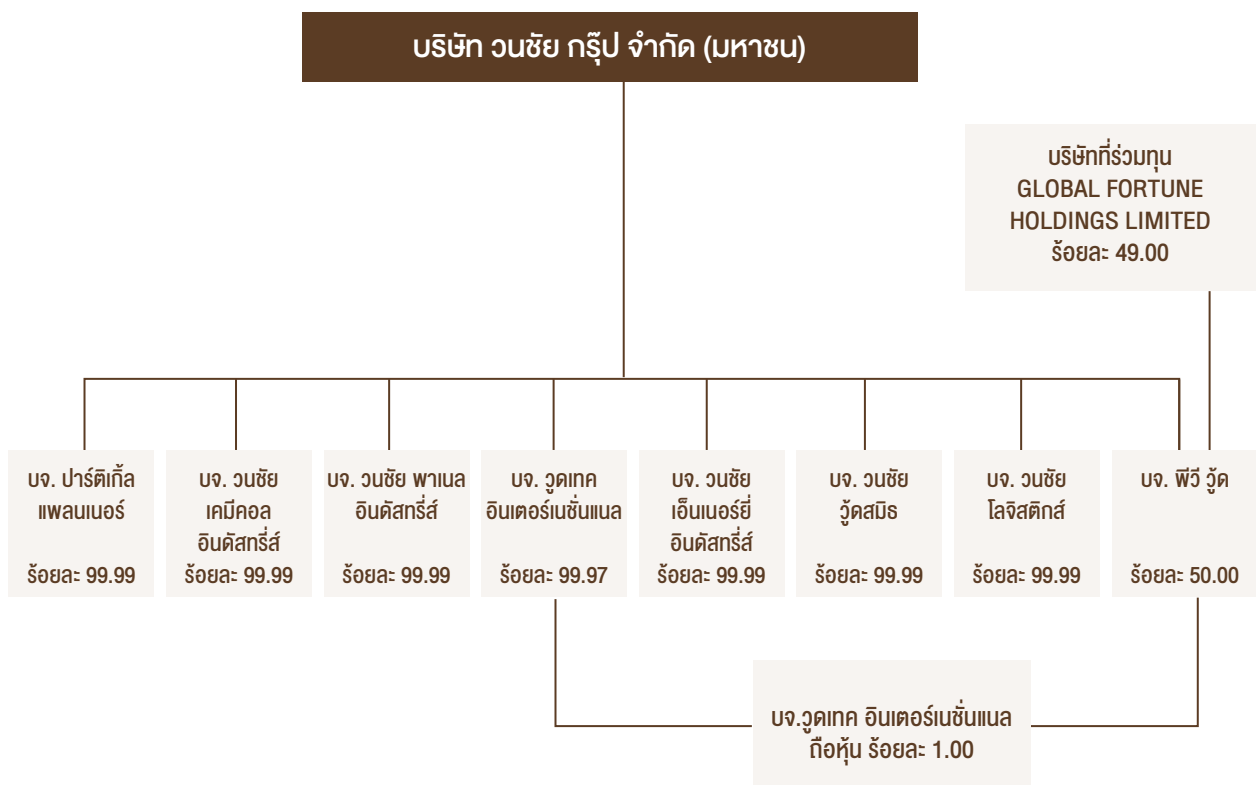 บริษัท วนชัย กรุ๊ป จำกัด (มหาชน)
บริษัทที่ร่วมทุน
GLOBAL FORTUNE
HOLDINGS LIMITED
ร้อยละ 49.00
บจ. ปาร์ติเกิ้ล
แพลนเนอร์
ร้อยละ 99.99
บจ. วนชัย
เคมีคอล
อินดัสทรี่ส์
ร้อยละ 99.99
บจ. วนชัย พาเนล
อินดัสทรี่ส์
ร้อยละ 99.99
บจ. วูดเทค
อินเตอร์เนชั่นแนล
ร้อยละ 99.97
บจ. วนชัย
เอ็นเนอร์ยี่
อินดัสทรี่ส์
ร้อยละ 99.99
บจ. วนชัย
วู้ดสมิธ
ร้อยละ 99.99
บจ. วนชัย
โลจิสติกส์
ร้อยละ 99.99
บจ. พีวี วู้ด
ร้อยละ 50.00
บจ.วูดเทค อินเตอร์เนชั่นแนล
ถือหุ้น ร้อยละ 1.00